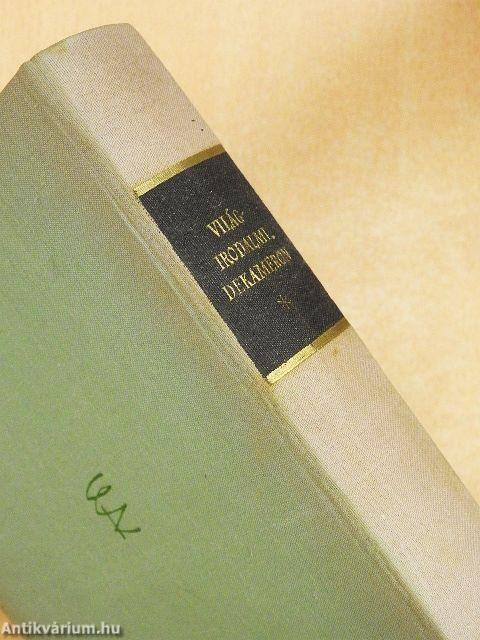 VILÁG-
IRODALMI
DEKAMERON
*
Antikvárium.hu